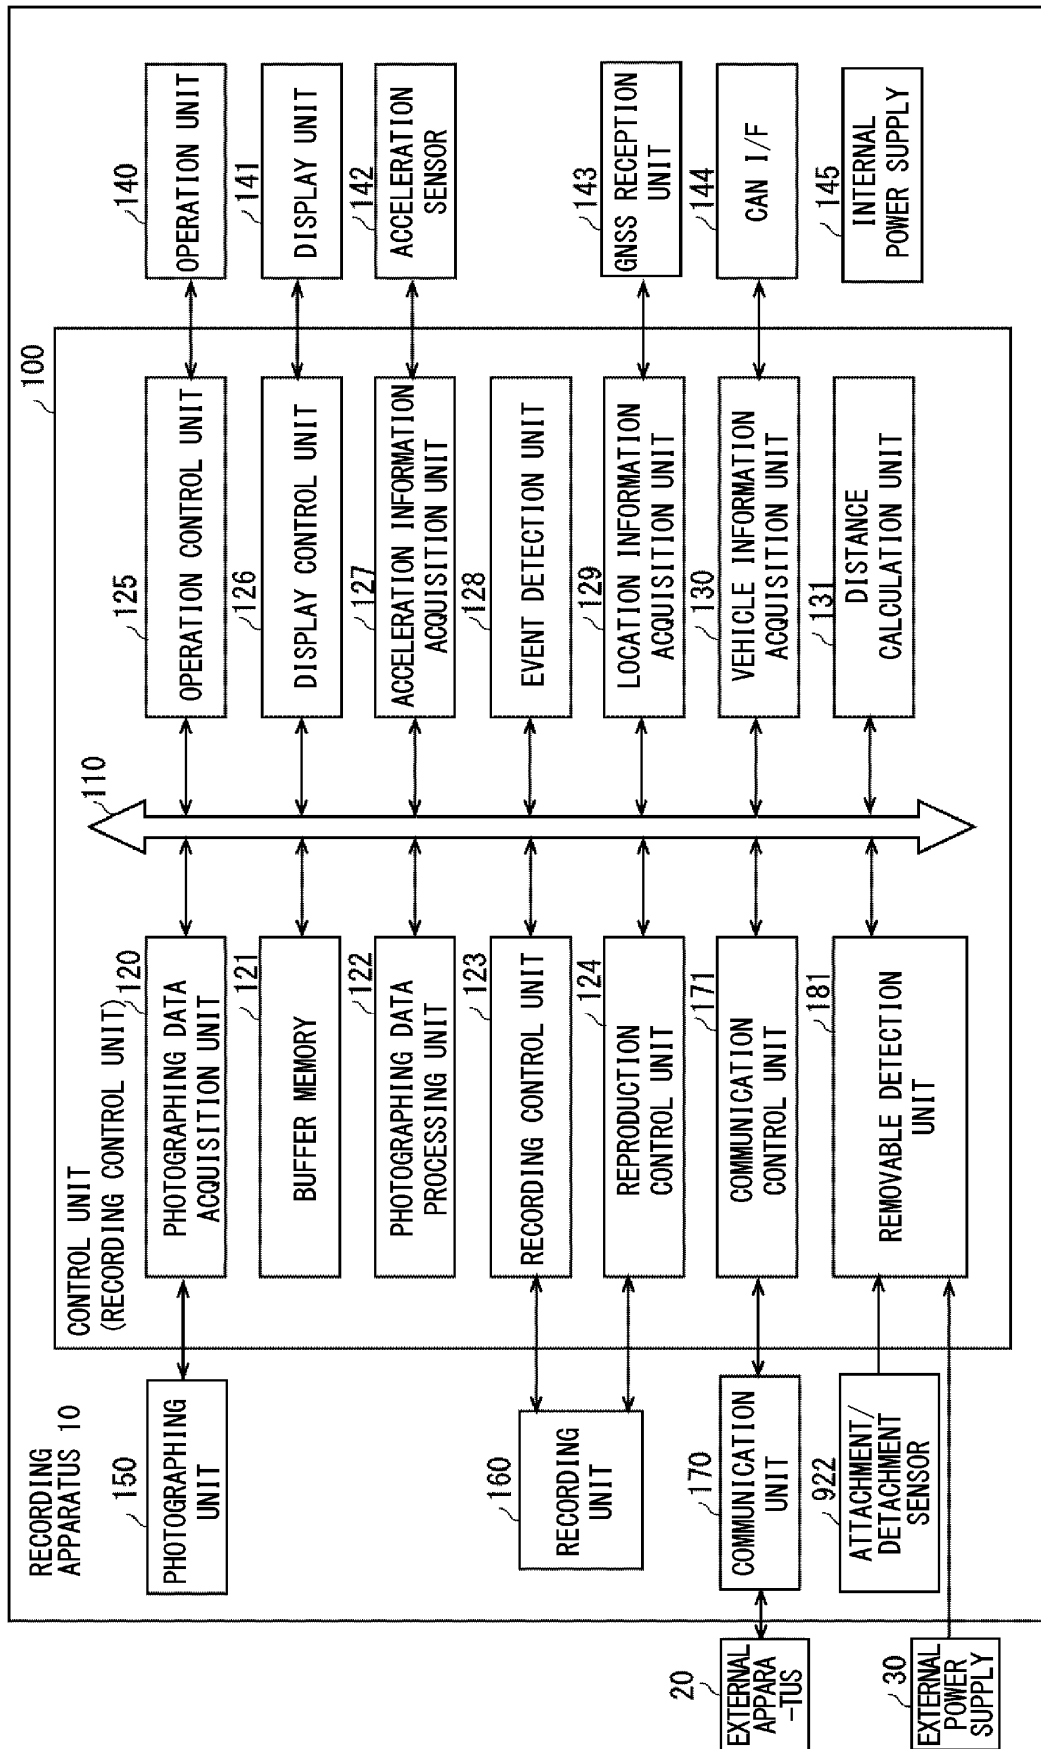 RECORDING
APPARATUS 10
CONTROL UNIT
(RECORDING CONTROL UNIT)
100
110
150
PHOTOGRAPHING
UNIT
120
PHOTOGRAPHING DATA
ACQUISITION UNIT
125
OPERATION CONTROL UNIT
140
OPERATION UNIT
121
BUFFER MEMORY
126
DISPLAY CONTROL UNIT
141
DISPLAY UNIT
122
PHOTOGRAPHING DATA
PROCESSING UNIT
127
ACCELERATION INFORMATION
ACQUISITION UNIT
142
ACCELERATION
SENSOR
160
RECORDING
UNIT
123
RECORDING CONTROL UNIT
128
EVENT DETECTION UNIT
124
REPRODUCTION
CONTROL UNIT
129
LOCATION INFORMATION
ACQUISITION UNIT
143
GNSS RECEPTION
UNIT
20
EXTERNAL
APPARA
-TUS
170
COMMUNICATION
UNIT
171
COMMUNICATION
CONTROL UNIT
130
VEHICLE INFORMATION
ACQUISITION UNIT
144
CAN I/F
30
EXTERNAL
POWER
SUPPLY
922
ATTACHMENT/
DETACHMENT
SENSOR
181
REMOVABLE DETECTION
UNIT
131
DISTANCE
CALCULATION UNIT
145
INTERNAL
POWER SUPPLY